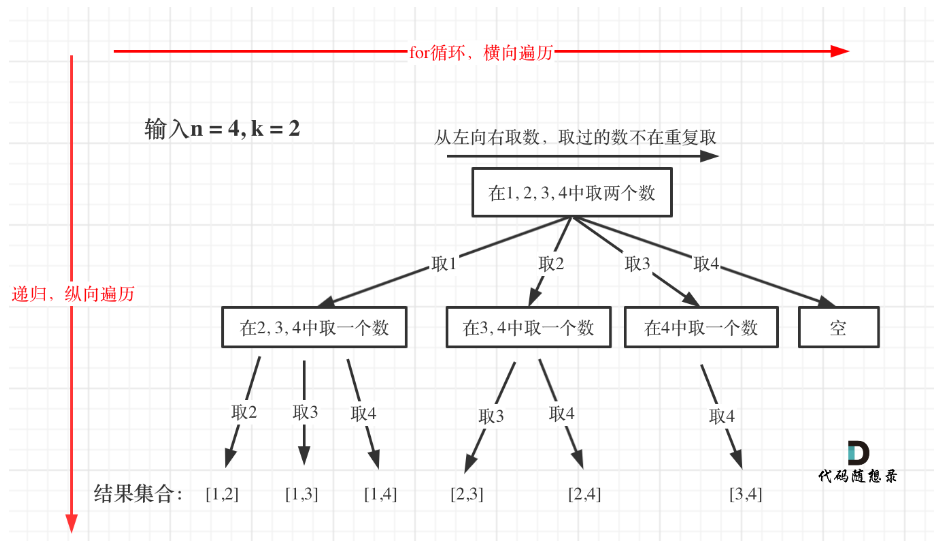 for循环，横向遍历
输入n = 4, k = 2
从左向右取数，取过的数不在重复取
在1, 2, 3, 4中取两个数
取1
取2
取3
取4
递归，纵向遍历
在2, 3, 4中取一个数
在3, 4中取一个数
在4中取一个数
空
取2
取3
取4
取3
取4
取4
代码随想录
结果集合：
[1,2]
[1,3]
[1,4]
[2,3]
[2,4]
[3,4]